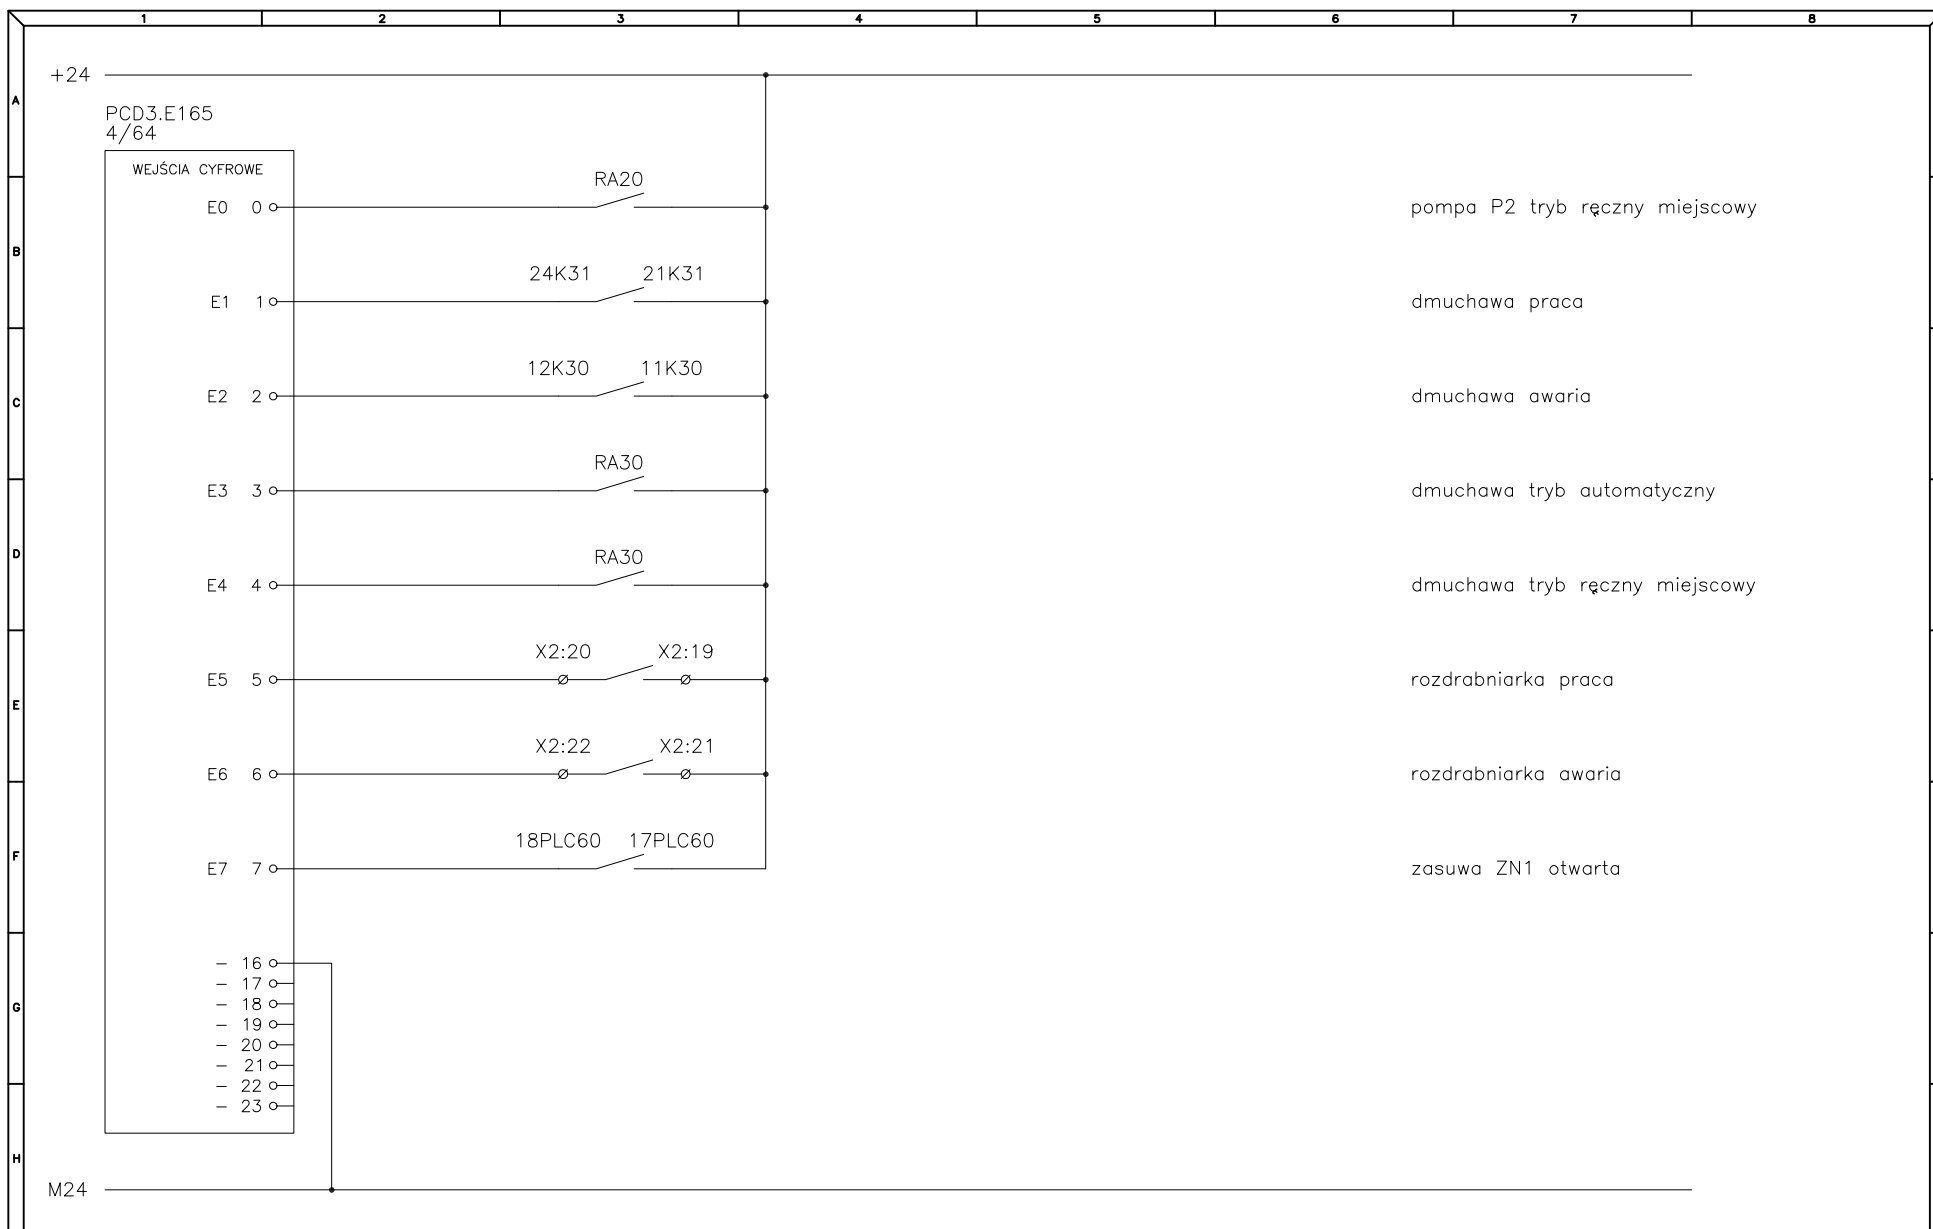 1 2 3 4 5 6 7 8
+24
A
PCD3.E165
4/64
WEJŚCIA CYFROWE
RA20
E0 0 pompa P2 tryb ręczny miejscowy
B
24K31 21K31
E1 1 dmuchawa praca
12K30 11K30
E2 2 dmuchawa awaria
C
RA30
E3 3 dmuchawa tryb automatyczny
D
RA30
E4 4 dmuchawa tryb ręczny miejscowy
X2:20 X2:19
E5 5 rozdrabniarka praca
E
X2:22 X2:21
E6 6 rozdrabniarka awaria
18PLC60 17PLC60
F
E7 7 zasuwa ZN1 otwarta
– 16
– 17
– 18
G
– 19
– 20
– 21
– 22
– 23
H
M24